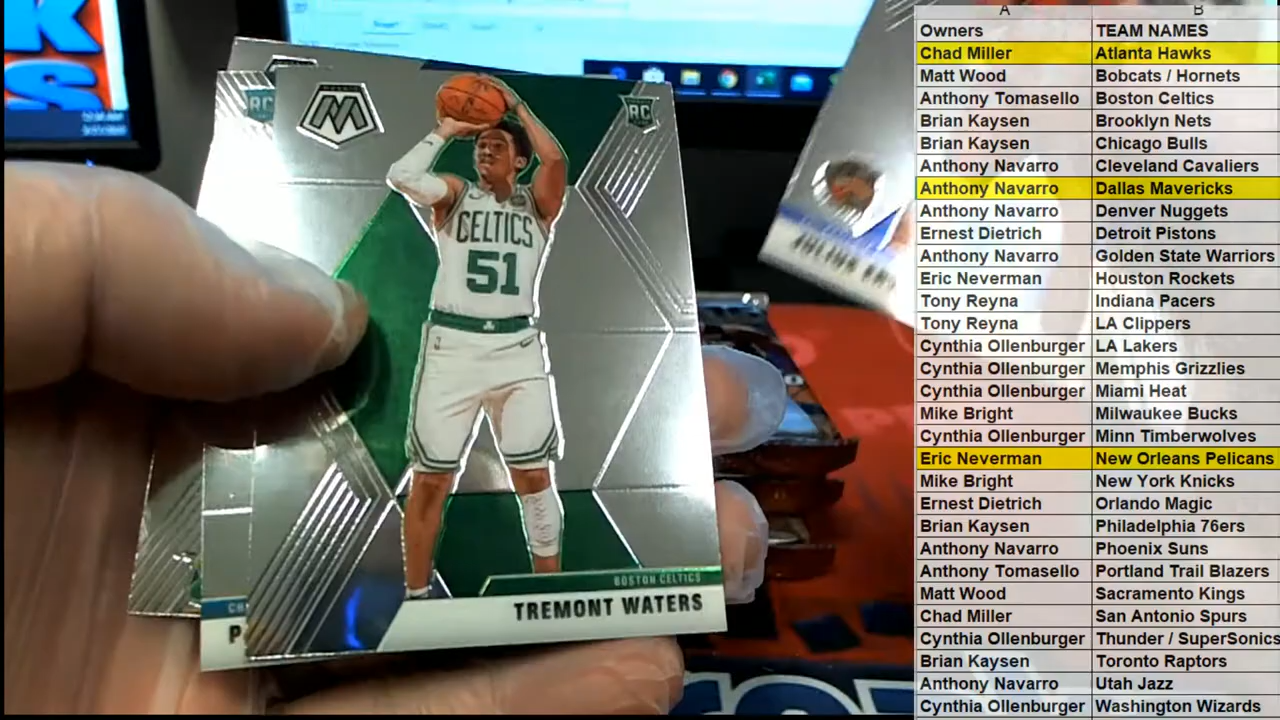 RC
RC
CELTICS
51
BOSTON CELTICS
TREMONT WATERS
CH
P
JULIUS
A B
Owners TEAM NAMES
Chad Miller Atlanta Hawks
Matt Wood Bobcats / Hornets
Anthony Tomasello Boston Celtics
Brian Kaysen Brooklyn Nets
Brian Kaysen Chicago Bulls
Anthony Navarro Cleveland Cavaliers
Anthony Navarro Dallas Mavericks
Anthony Navarro Denver Nuggets
Ernest Dietrich Detroit Pistons
Anthony Navarro Golden State Warriors
Eric Neverman Houston Rockets
Tony Reyna Indiana Pacers
Tony Reyna LA Clippers
Cynthia Ollenburger LA Lakers
Cynthia Ollenburger Memphis Grizzlies
Cynthia Ollenburger Miami Heat
Mike Bright Milwaukee Bucks
Cynthia Ollenburger Minn Timberwolves
Eric Neverman New Orleans Pelicans
Mike Bright New York Knicks
Ernest Dietrich Orlando Magic
Brian Kaysen Philadelphia 76ers
Anthony Navarro Phoenix Suns
Anthony Tomasello Portland Trail Blazers
Matt Wood Sacramento Kings
Chad Miller San Antonio Spurs
Cynthia Ollenburger Thunder / SuperSonics
Brian Kaysen Toronto Raptors
Anthony Navarro Utah Jazz
Cynthia Ollenburger Washington Wizards